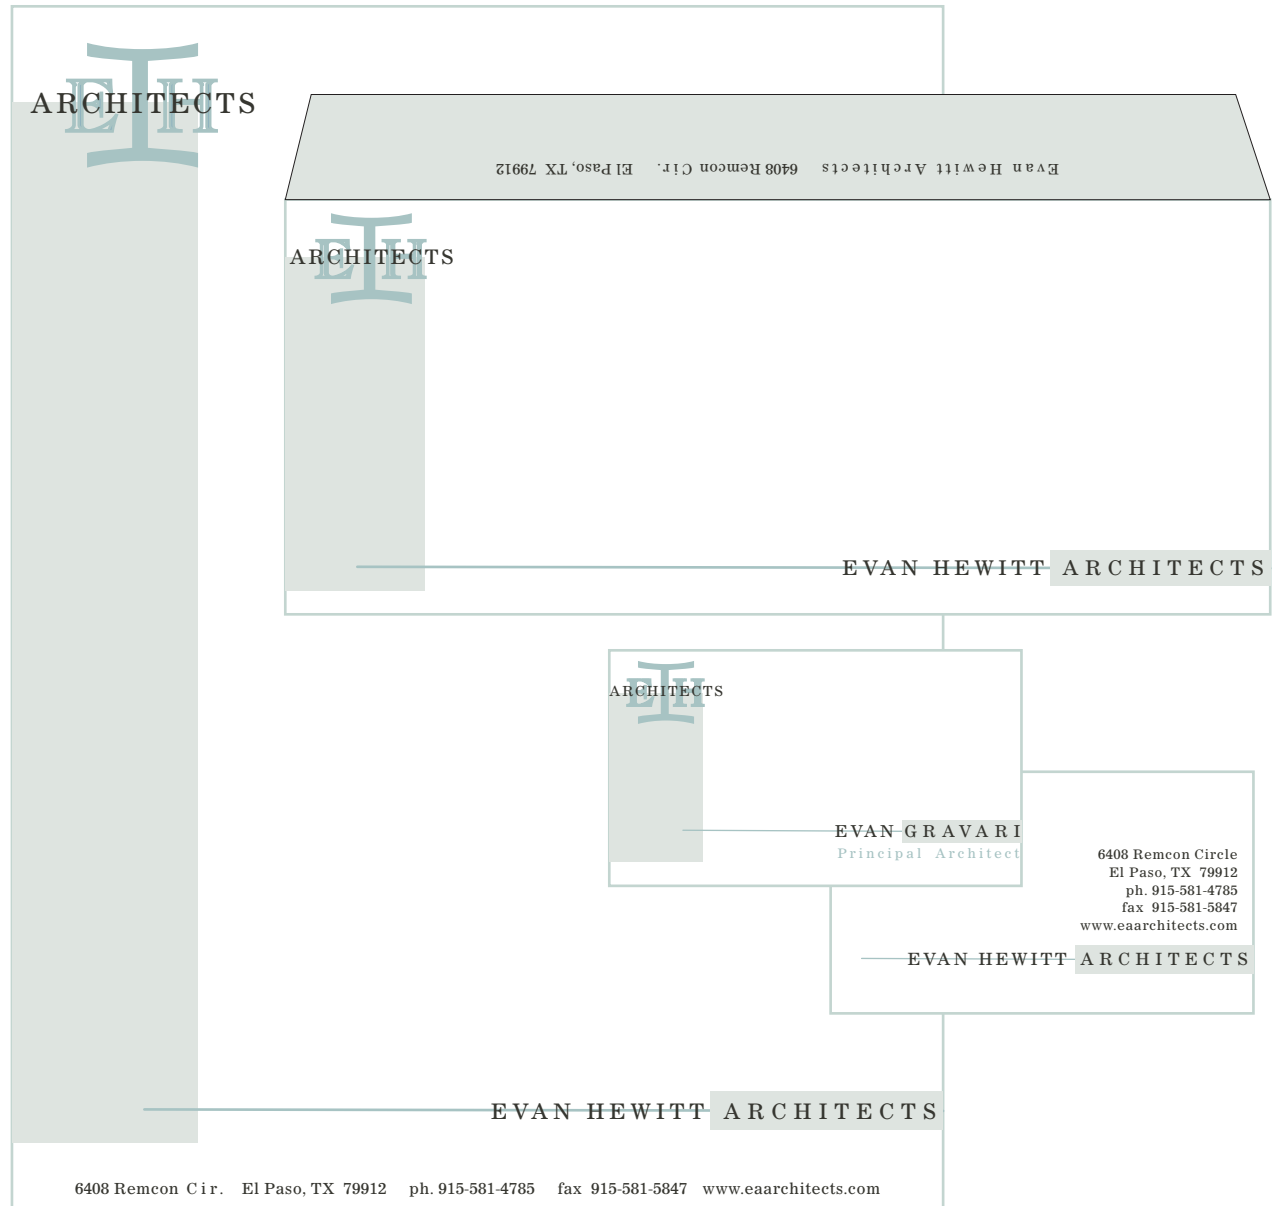 E I H
ARCHITECTS
Evan Hewitt Architects 6408 Remcon Cir. El Paso, TX 79912
E I H
ARCHITECTS
EVAN HEWITT ARCHITECTS
E I H
ARCHITECTS
EVAN GRAVARI
Principal Architect
6408 Remcon Circle
El Paso, TX 79912
ph. 915-581-4785
fax 915-581-5847
www.eaarchitects.com
EVAN HEWITT ARCHITECTS
EVAN HEWITT ARCHITECTS
6408 Remcon Cir. El Paso, TX 79912 ph. 915-581-4785 fax 915-581-5847 www.eaarchitects.com